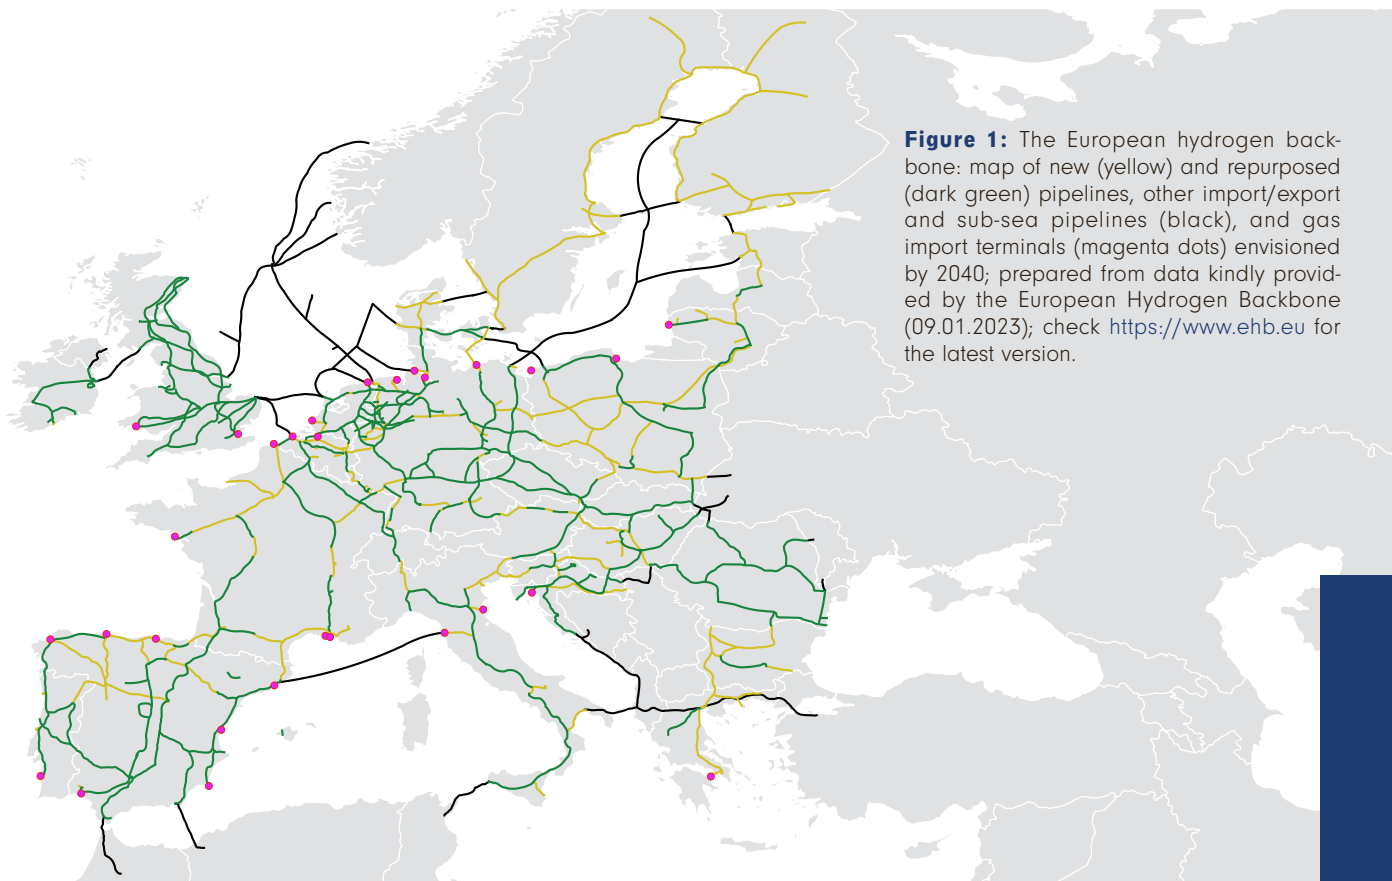 Figure 1: The European hydrogen back-
bone: map of new (yellow) and repurposed
(dark green) pipelines, other import/export
and sub-sea pipelines (black), and gas
import terminals (magenta dots) envisioned
by 2040; prepared from data kindly provid-
ed by the European Hydrogen Backbone
(09.01.2023); check https://www.ehb.eu for
the latest version.